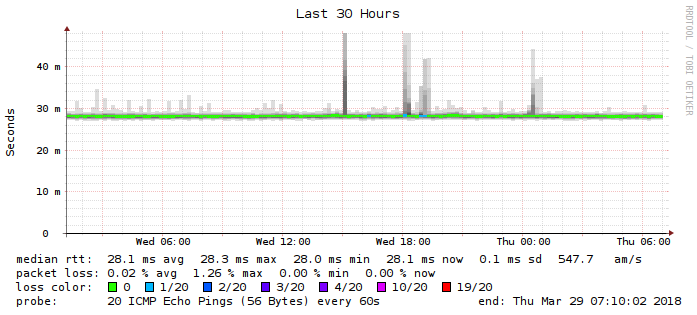 Last 30 Hours
RRDTOOL / TOBI OETIKER
Seconds
40 m
30 m
20 m
10 m
0
Wed 06:00 Wed 12:00 Wed 18:00 Thu 00:00 Thu 06:00
median rtt: 28.1 ms avg 28.3 ms max 28.0 ms min 28.1 ms now 0.1 ms sd 547.7 am/s
packet loss: 0.02 % avg 1.26 % max 0.00 % min 0.00 % now
loss color: 0 1/20 2/20 3/20 4/20 10/20 19/20
probe: 20 ICMP Echo Pings (56 Bytes) every 60s end: Thu Mar 29 07:10:02 2018